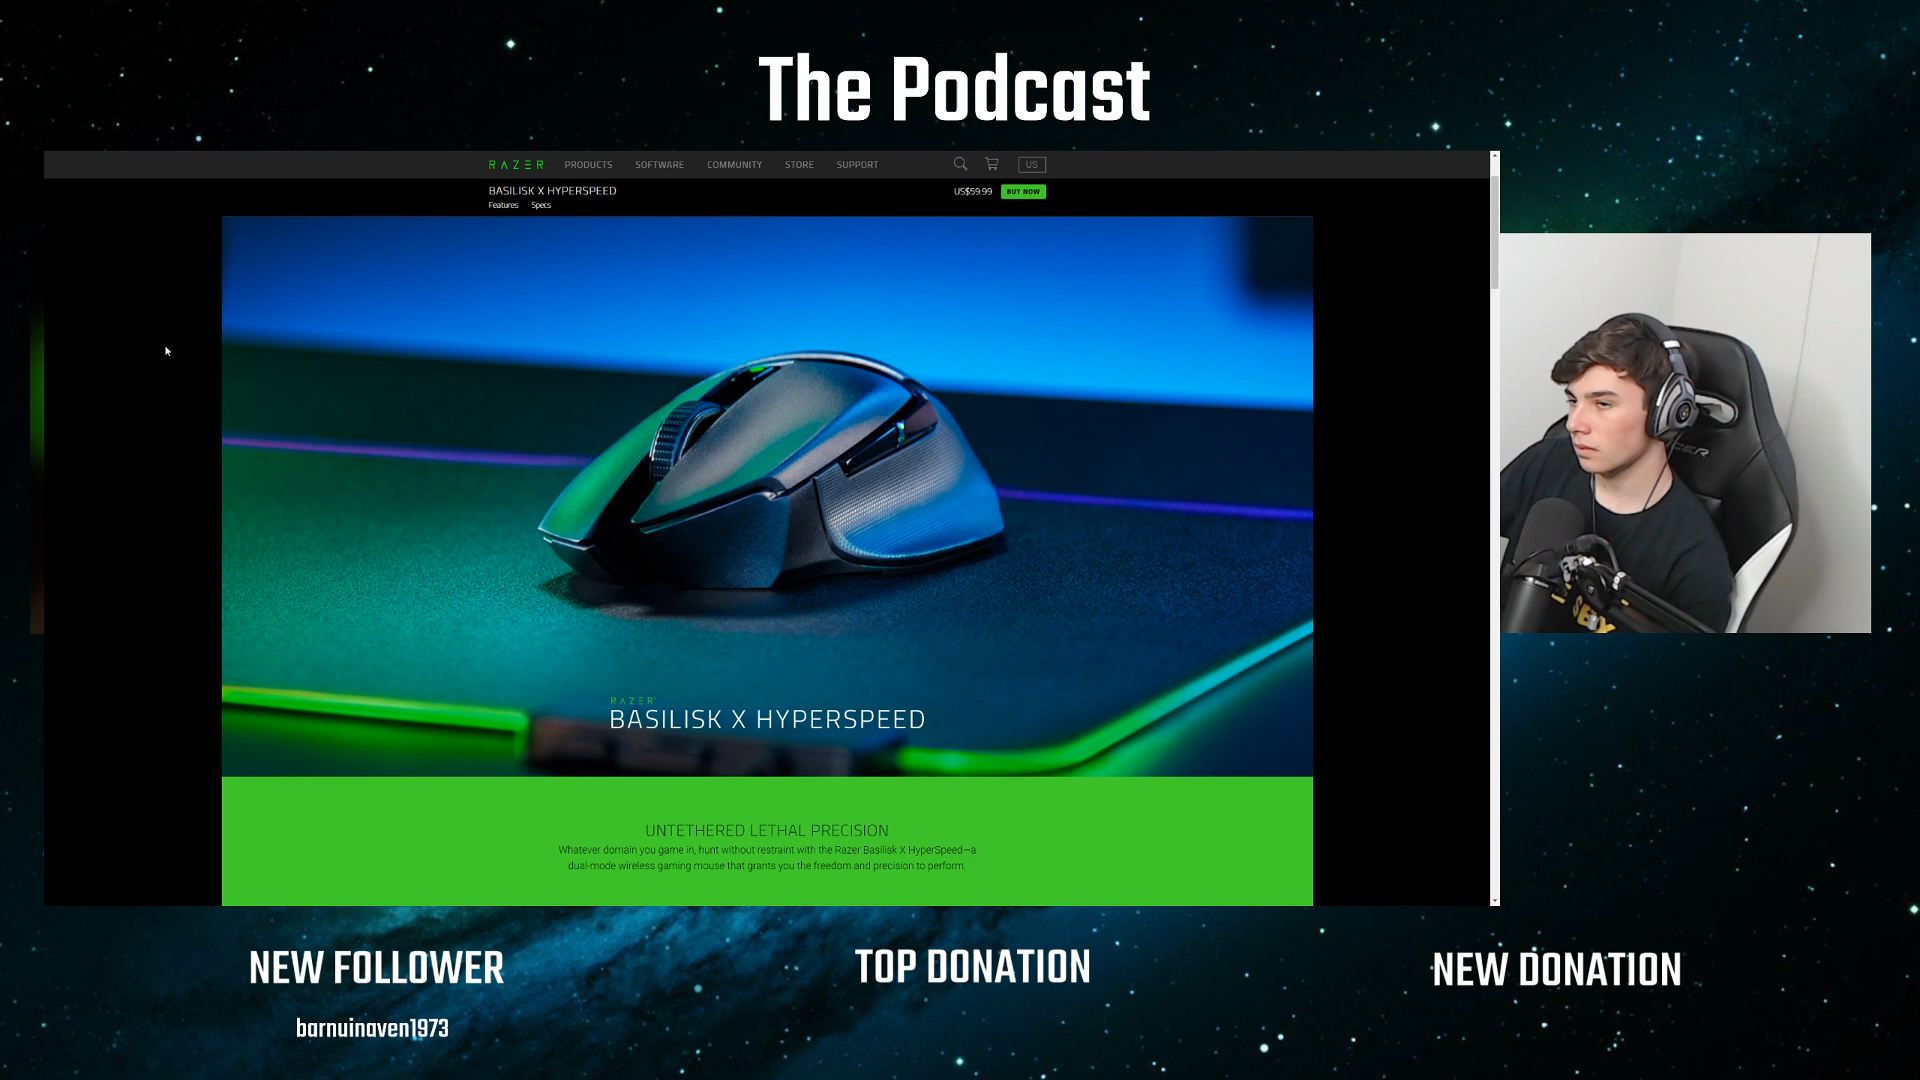 The Podcast
RAZER PRODUCTS SOFTWARE COMMUNITY STORE SUPPORT US
BASILISK X HYPERSPEED US$59.99 BUY NOW
Features Specs
RAZER
BASILISK X HYPERSPEED
UNTETHERED LETHAL PRECISION
Whatever domain you game in, hunt without restraint with the Razer Basilisk X HyperSpeed—a
dual-mode wireless gaming mouse that grants you the freedom and precision to perform.
NEW FOLLOWER TOP DONATION NEW DONATION
barnuinaven1973